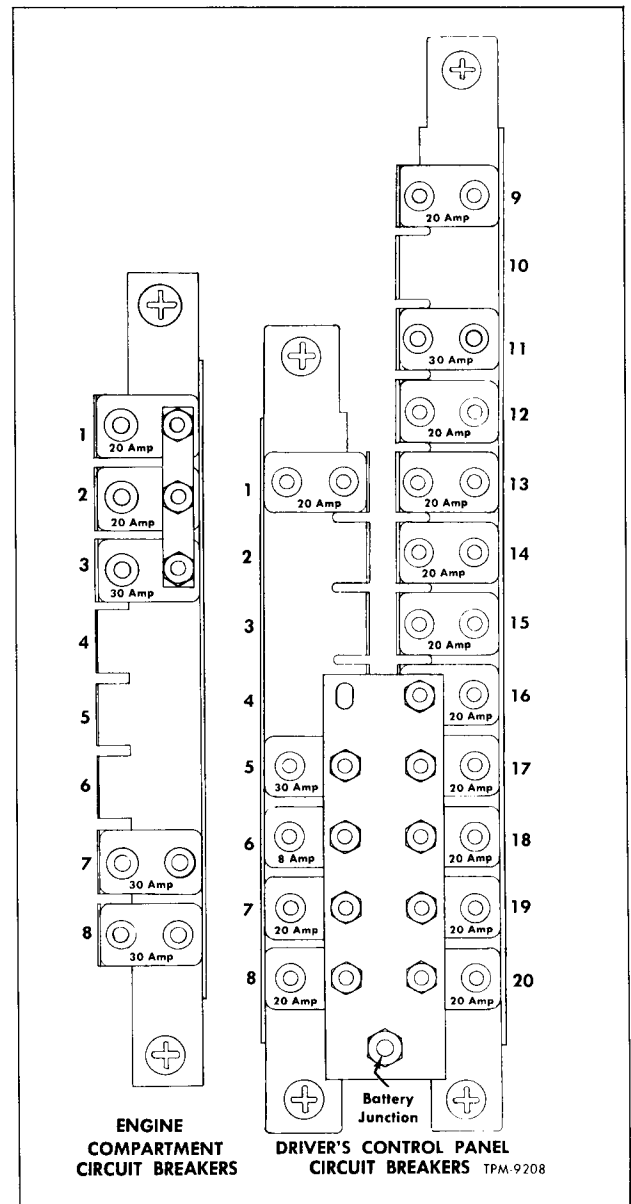 9
20 Amp
10
11
30 Amp
12
20 Amp
1
20 Amp
2
20 Amp
3
30 Amp
4
5
6
7
30 Amp
8
30 Amp
1
20 Amp
2
3
4
5
30 Amp
6
8 Amp
7
20 Amp
8
20 Amp
13
20 Amp
14
20 Amp
15
20 Amp
16
20 Amp
17
20 Amp
18
20 Amp
19
20 Amp
20
20 Amp
Battery
Junction
ENGINE
COMPARTMENT
CIRCUIT BREAKERS
DRIVER'S CONTROL PANEL
CIRCUIT BREAKERS TPM-9208